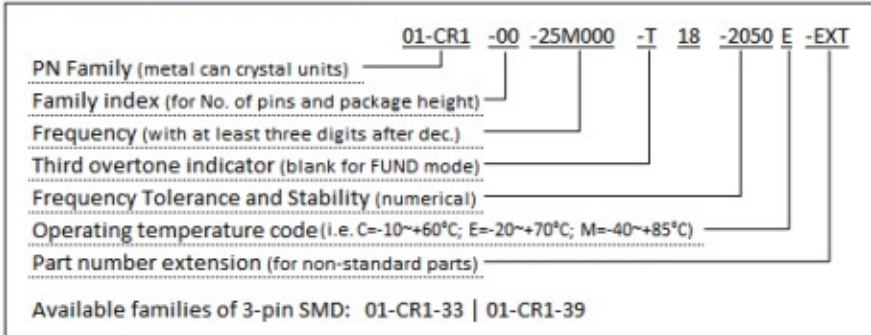 01-CR1 -00 -25M000 -T 18 -2050 E -EXT
PN Family (metal can crystal units)
Family index (for No. of pins and package height)
Frequency (with at least three digits after dec.)
Third overtone indicator (blank for FUND mode)
Frequency Tolerance and Stability (numerical)
Operating temperature code (i.e. C=-10~+60°C; E=-20~+70°C; M=-40~+85°C)
Part number extension (for non-standard parts)
Available families of 3-pin SMD: 01-CR1-33 | 01-CR1-39